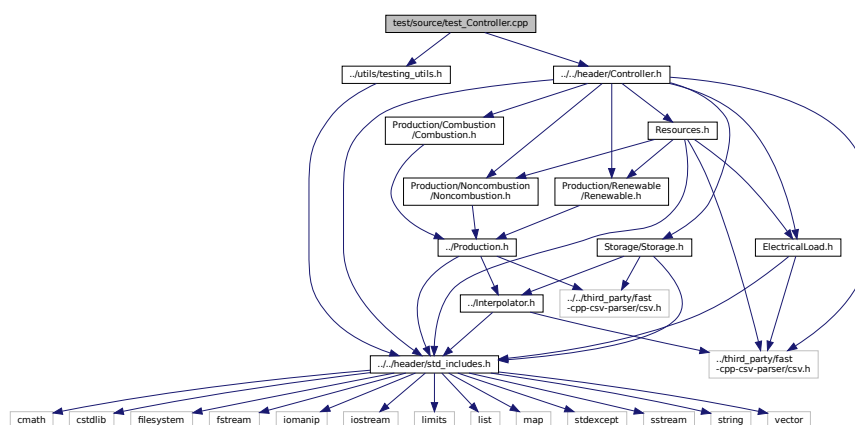 test/source/test_Controller.cpp
../utils/testing_utils.h
../../header/Controller.h
Production/Combustion
/Combustion.h
Resources.h
Production/Noncombustion
/Noncombustion.h
Production/Renewable
/Renewable.h
../Production.h
Storage/Storage.h
ElectricalLoad.h
../Interpolator.h
../../third_party/fast
-cpp-csv-parser/csv.h
../../header/std_includes.h
../third_party/fast
-cpp-csv-parser/csv.h
cmath
cstdlib
filesystem
fstream
iomanip
iostream
limits
list
map
stdexcept
sstream
string
vector